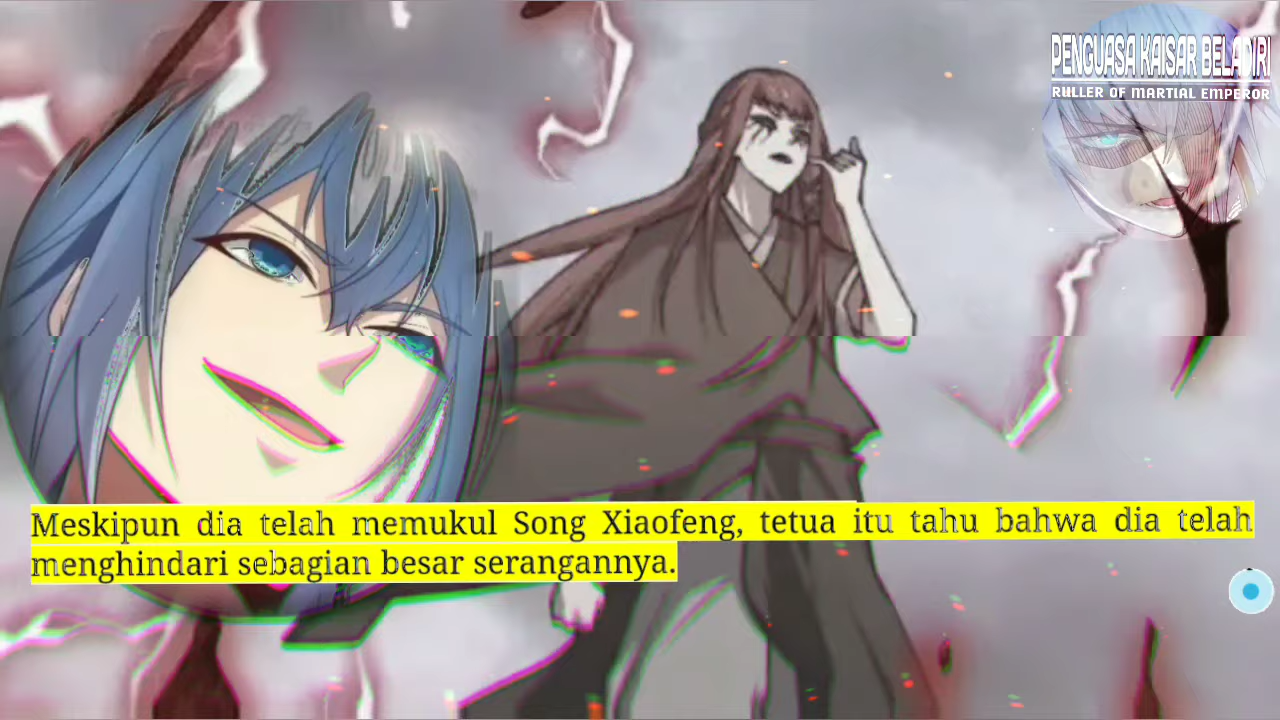 PENGUASA KAISAR BELADIRI
RULLER OF MARTIAL EMPEROR
Meskipun dia telah memukul Song Xiaofeng, tetua itu tahu bahwa dia telah
menghindari sebagian besar serangannya.